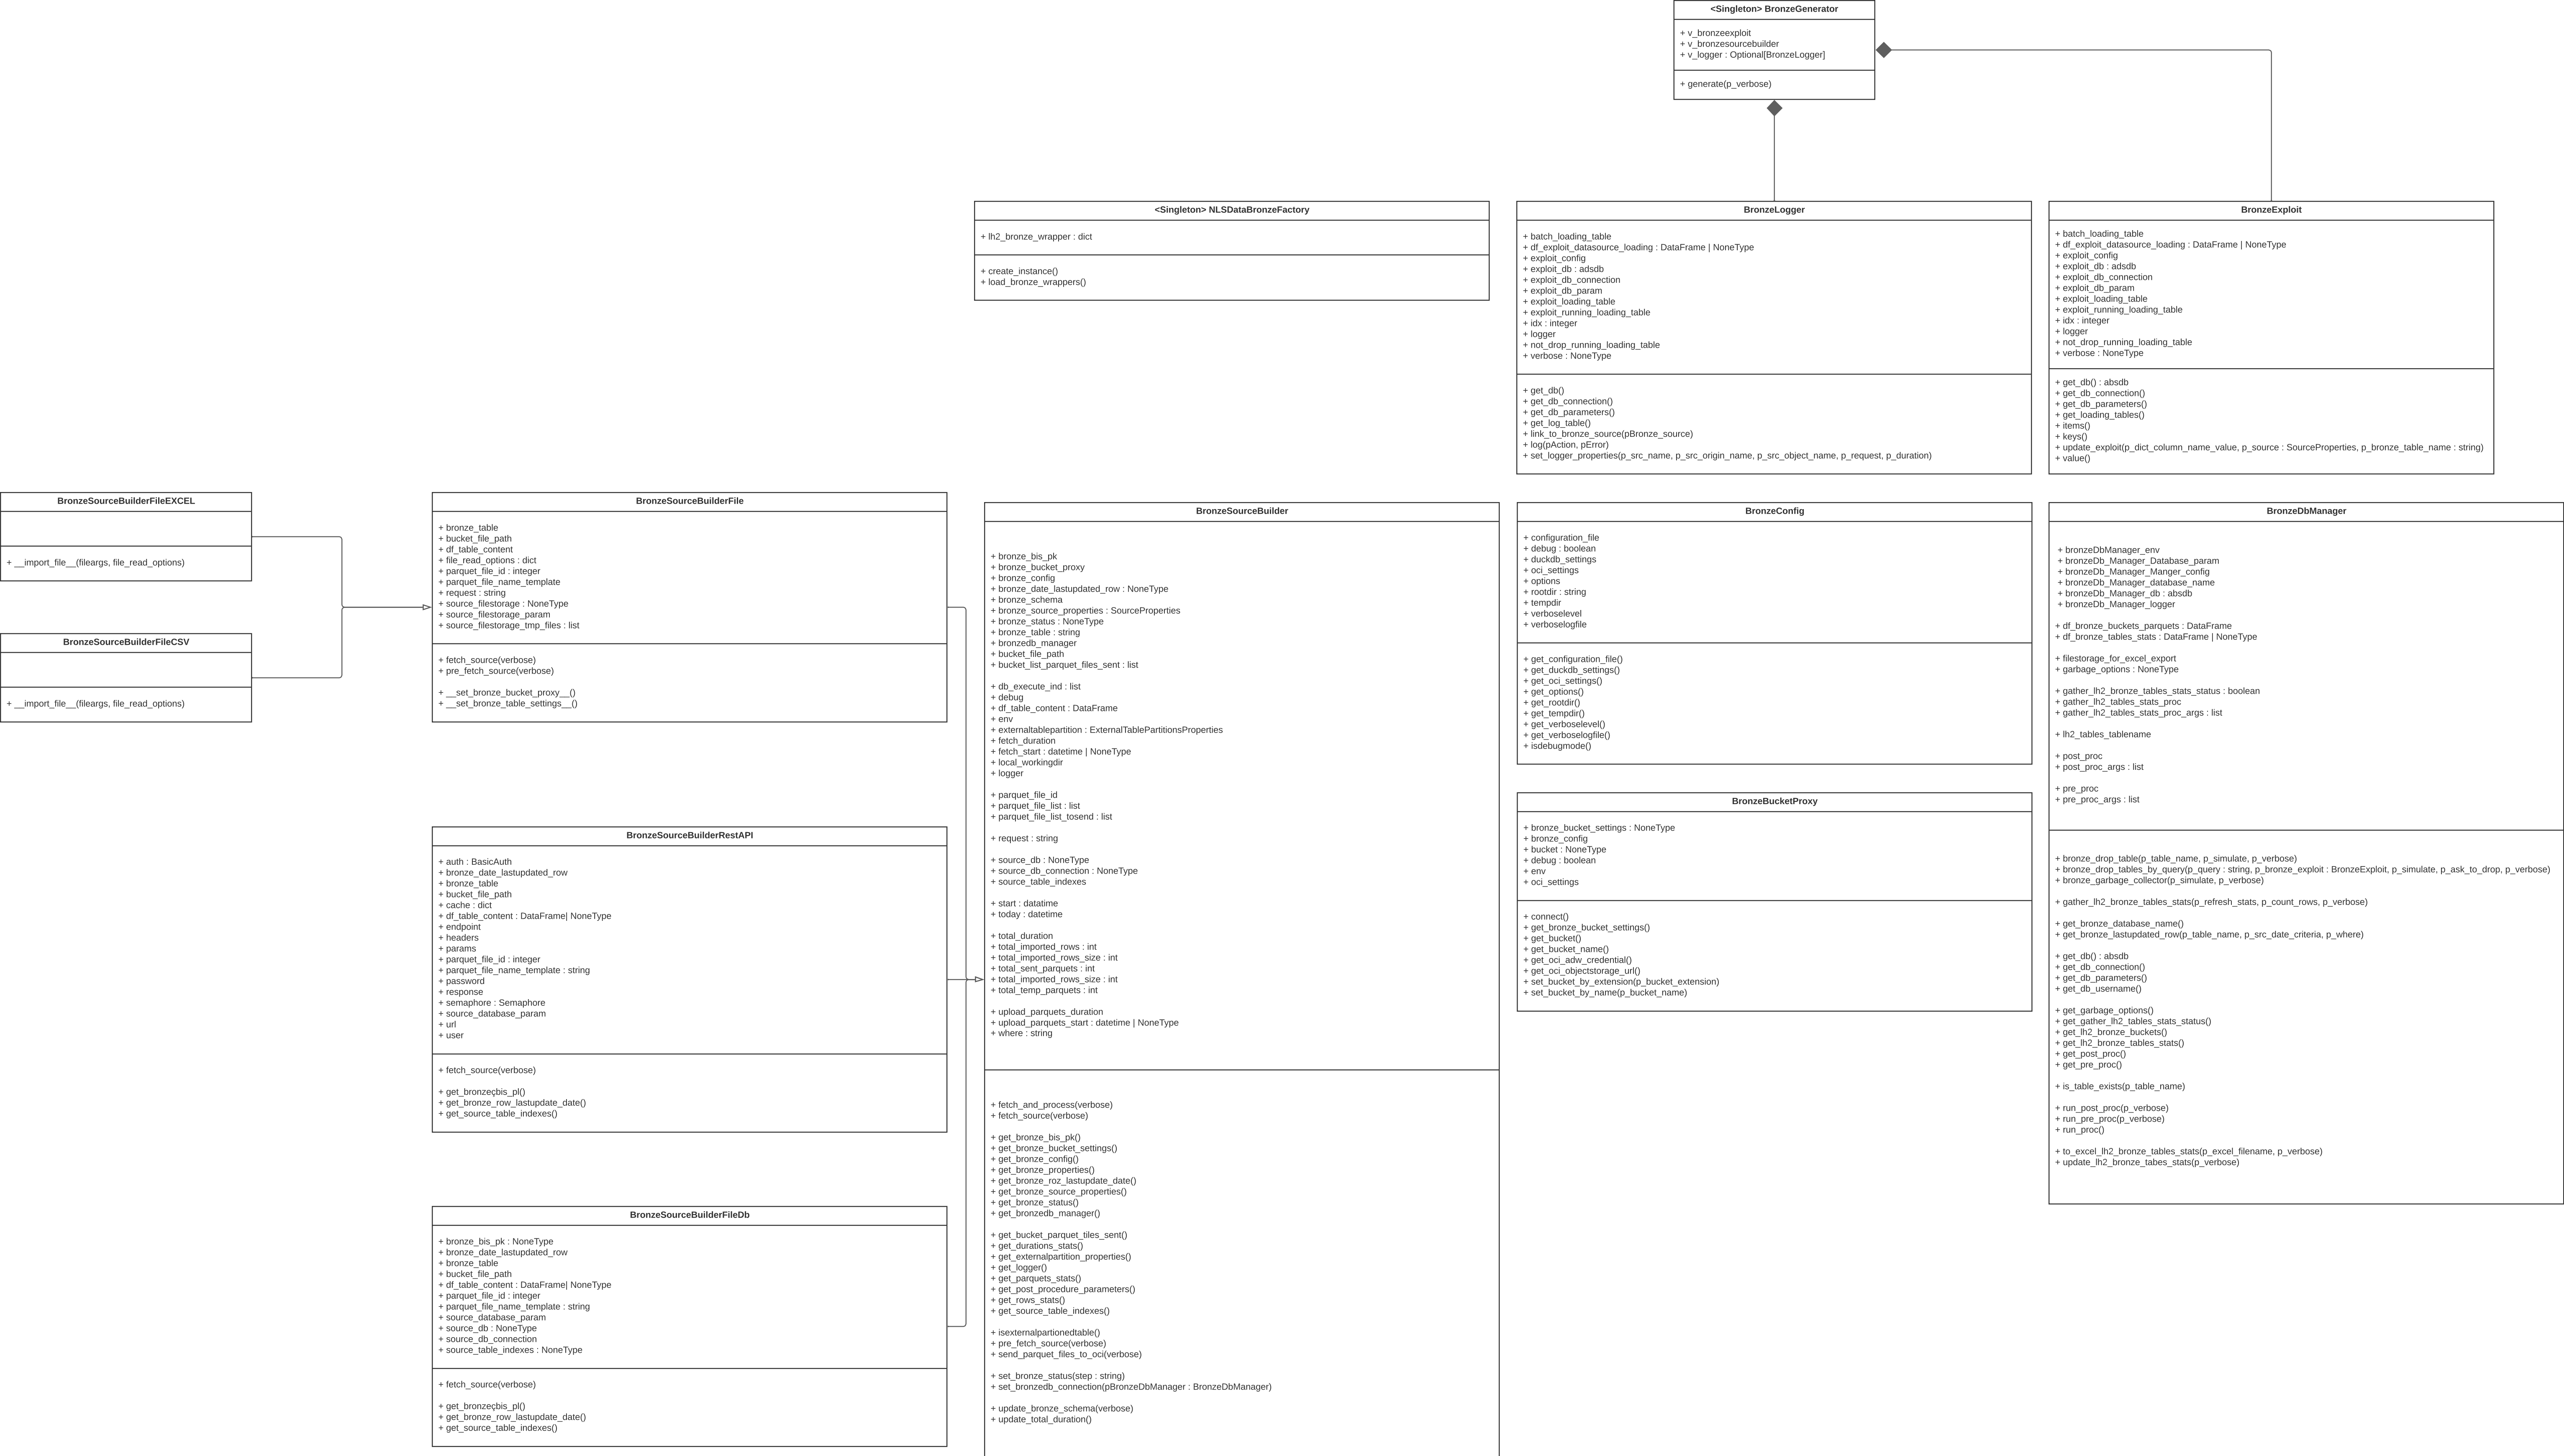 <Singleton> BronzeGenerator
+ v_bronzeexploit
+ v_bronzesourcebuilder
+ v_logger : Optional[BronzeLogger]
+ generate(p_verbose)
<Singleton> NLSDataBronzeFactory
+ lh2_bronze_wrapper : dict
+ create_instance()
+ load_bronze_wrappers()
BronzeLogger
+ batch_loading_table
+ df_exploit_datasource_loading : DataFrame | NoneType
+ exploit_config
+ exploit_db : adsdb
+ exploit_db_connection
+ exploit_db_param
+ exploit_loading_table
+ exploit_running_loading_table
+ idx : integer
+ logger
+ not_drop_running_loading_table
+ verbose : NoneType
+ get_db()
+ get_db_connection()
+ get_db_parameters()
+ get_log_table()
+ link_to_bronze_source(pBronze_source)
+ log(pAction, pError)
+ set_logger_properties(p_src_name, p_src_origin_name, p_src_object_name, p_request, p_duration)
BronzeExploit
+ batch_loading_table
+ df_exploit_datasource_loading : DataFrame | NoneType
+ exploit_config
+ exploit_db : adsdb
+ exploit_db_connection
+ exploit_db_param
+ exploit_loading_table
+ exploit_running_loading_table
+ idx : integer
+ logger
+ not_drop_running_loading_table
+ verbose : NoneType
+ get_db() : absdb
+ get_db_connection()
+ get_db_parameters()
+ get_loading_tables()
+ items()
+ keys()
+ update_exploit(p_dict_column_name_value, p_source : SourceProperties, p_bronze_table_name : string)
+ value()
BronzeSourceBuilderFileEXCEL
+ __import_file__(fileargs, file_read_options)
BronzeSourceBuilderFileCSV
+ __import_file__(fileargs, file_read_options)
BronzeSourceBuilderFile
+ bronze_table
+ bucket_file_path
+ df_table_content
+ file_read_options : dict
+ parquet_file_id : integer
+ parquet_file_name_template
+ request : string
+ source_filestorage : NoneType
+ source_filestorage_param
+ source_filestorage_tmp_files : list
+ fetch_source(verbose)
+ pre_fetch_source(verbose)
+ __set_bronze_bucket_proxy__()
+ __set_bronze_table_settings__()
BronzeSourceBuilderRestAPI
+ auth : BasicAuth
+ bronze_date_lastupdated_row
+ bronze_table
+ bucket_file_path
+ cache : dict
+ df_table_content : DataFrame| NoneType
+ endpoint
+ headers
+ params
+ parquet_file_id : integer
+ parquet_file_name_template : string
+ password
+ response
+ semaphore : Semaphore
+ source_database_param
+ url
+ user
+ fetch_source(verbose)
+ get_bronzeçbis_pl()
+ get_bronze_row_lastupdate_date()
+ get_source_table_indexes()
BronzeSourceBuilderFileDb
+ bronze_bis_pk : NoneType
+ bronze_date_lastupdated_row
+ bronze_table
+ bucket_file_path
+ df_table_content : DataFrame| NoneType
+ parquet_file_id : integer
+ parquet_file_name_template : string
+ source_database_param
+ source_db : NoneType
+ source_db_connection
+ source_table_indexes : NoneType
+ fetch_source(verbose)
+ get_bronzeçbis_pl()
+ get_bronze_row_lastupdate_date()
+ get_source_table_indexes()
BronzeSourceBuilder
+ bronze_bis_pk
+ bronze_bucket_proxy
+ bronze_config
+ bronze_date_lastupdated_row : NoneType
+ bronze_schema
+ bronze_source_properties : SourceProperties
+ bronze_status : NoneType
+ bronze_table : string
+ bronzedb_manager
+ bucket_file_path
+ bucket_list_parquet_files_sent : list
+ db_execute_ind : list
+ debug
+ df_table_content : DataFrame
+ env
+ externaltablepartition : ExternalTablePartitionsProperties
+ fetch_duration
+ fetch_start : datetime | NoneType
+ local_workingdir
+ logger
+ parquet_file_id
+ parquet_file_list : list
+ parquet_file_list_tosend : list
+ request : string
+ source_db : NoneType
+ source_db_connection : NoneType
+ source_table_indexes
+ start : datatime
+ today : datetime
+ total_duration
+ total_imported_rows : int
+ total_imported_rows_size : int
+ total_sent_parquets : int
+ total_imported_rows_size : int
+ total_temp_parquets : int
+ upload_parquets_duration
+ upload_parquets_start : datetime | NoneType
+ where : string
+ fetch_and_process(verbose)
+ fetch_source(verbose)
+ get_bronze_bis_pk()
+ get_bronze_bucket_settings()
+ get_bronze_config()
+ get_bronze_properties()
+ get_bronze_roz_lastupdate_date()
+ get_bronze_source_properties()
+ get_bronze_status()
+ get_bronzedb_manager()
+ get_bucket_parquet_tiles_sent()
+ get_durations_stats()
+ get_externalpartition_properties()
+ get_logger()
+ get_parquets_stats()
+ get_post_procedure_parameters()
+ get_rows_stats()
+ get_source_table_indexes()
+ isexternalpartionedtable()
+ pre_fetch_source(verbose)
+ send_parquet_files_to_oci(verbose)
+ set_bronze_status(step : string)
+ set_bronzedb_connection(pBronzeDbManager : BronzeDbManager)
+ update_bronze_schema(verbose)
+ update_total_duration()
BronzeConfig
+ configuration_file
+ debug : boolean
+ duckdb_settings
+ oci_settings
+ options
+ rootdir : string
+ tempdir
+ verboselevel
+ verboselogfile
+ get_configuration_file()
+ get_duckdb_settings()
+ get_oci_settings()
+ get_options()
+ get_rootdir()
+ get_tempdir()
+ get_verboselevel()
+ get_verboselogfile()
+ isdebugmode()
BronzeBucketProxy
+ bronze_bucket_settings : NoneType
+ bronze_config
+ bucket : NoneType
+ debug : boolean
+ env
+ oci_settings
+ connect()
+ get_bronze_bucket_settings()
+ get_bucket()
+ get_bucket_name()
+ get_oci_adw_credential()
+ get_oci_objectstorage_url()
+ set_bucket_by_extension(p_bucket_extension)
+ set_bucket_by_name(p_bucket_name)
BronzeDbManager
+ bronzeDbManager_env
+ bronzeDb_Manager_Database_param
+ bronzeDb_Manager_Manger_config
+ bronzeDb_Manager_database_name
+ bronzeDb_Manager_db : absdb
+ bronzeDb_Manager_logger
+ df_bronze_buckets_parquets : DataFrame
+ df_bronze_tables_stats : DataFrame | NoneType
+ filestorage_for_excel_export
+ garbage_options : NoneType
+ gather_lh2_bronze_tables_stats_status : boolean
+ gather_lh2_tables_stats_proc
+ gather_lh2_tables_stats_proc_args : list
+ lh2_tables_tablename
+ post_proc
+ post_proc_args : list
+ pre_proc
+ pre_proc_args : list
+ bronze_drop_table(p_table_name, p_simulate, p_verbose)
+ bronze_drop_tables_by_query(p_query : string, p_bronze_exploit : BronzeExploit, p_simulate, p_ask_to_drop, p_verbose)
+ bronze_garbage_collector(p_simulate, p_verbose)
+ gather_lh2_bronze_tables_stats(p_refresh_stats, p_count_rows, p_verbose)
+ get_bronze_database_name()
+ get_bronze_lastupdated_row(p_table_name, p_src_date_criteria, p_where)
+ get_db() : absdb
+ get_db_connection()
+ get_db_parameters()
+ get_db_username()
+ get_garbage_options()
+ get_gather_lh2_tables_stats_status()
+ get_lh2_bronze_buckets()
+ get_lh2_bronze_tables_stats()
+ get_post_proc()
+ get_pre_proc()
+ is_table_exists(p_table_name)
+ run_post_proc(p_verbose)
+ run_pre_proc(p_verbose)
+ run_proc()
+ to_excel_lh2_bronze_tables_stats(p_excel_filename, p_verbose)
+ update_lh2_bronze_tabes_stats(p_verbose)